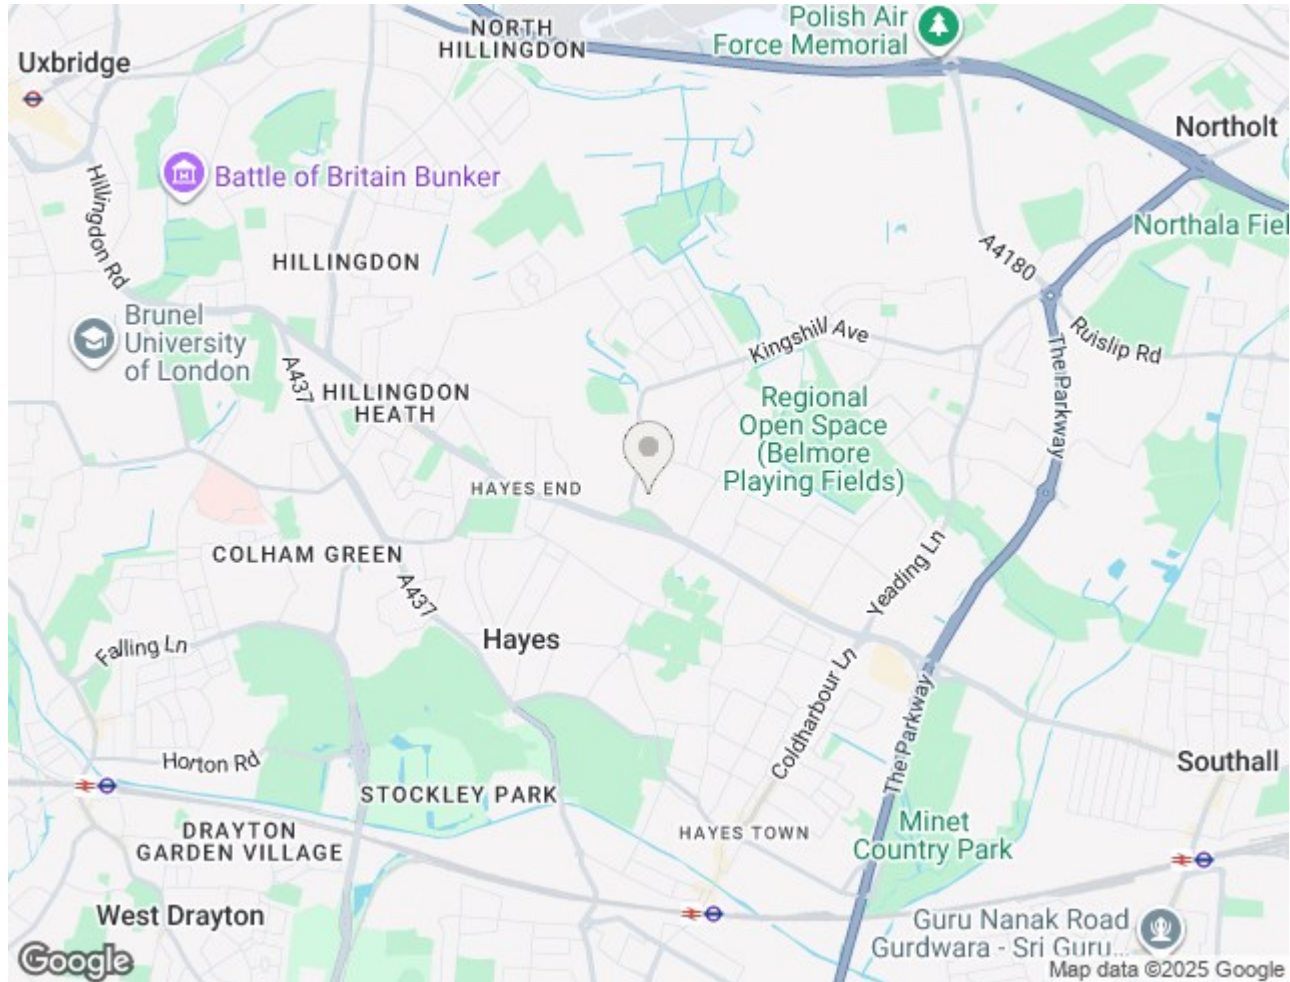 NORTH
HILLINGDON
Polish Air
Force Memorial
Uxbridge
Northolt
Battle of Britain Bunker
Hillingdon Rd
Northala Fiel
HILLINGDON
A4180
Brunel
University
of London
Kingshill Ave
Ruislip Rd
The Parkway
A437
HILLINGDON
HEATH
Regional
Open Space
(Belmore
Playing Fields)
HAYES END
COLHAM GREEN
A437
Yeading Ln
Falling Ln
Hayes
Coldharbour Ln
The Parkway
Horton Rd
Southall
STOCKLEY PARK
DRAYTON
GARDEN VILLAGE
HAYES TOWN
Minet
Country Park
West Drayton
Guru Nanak Road
Gurdwara - Sri Guru...
Google
Map data ©2025 Google